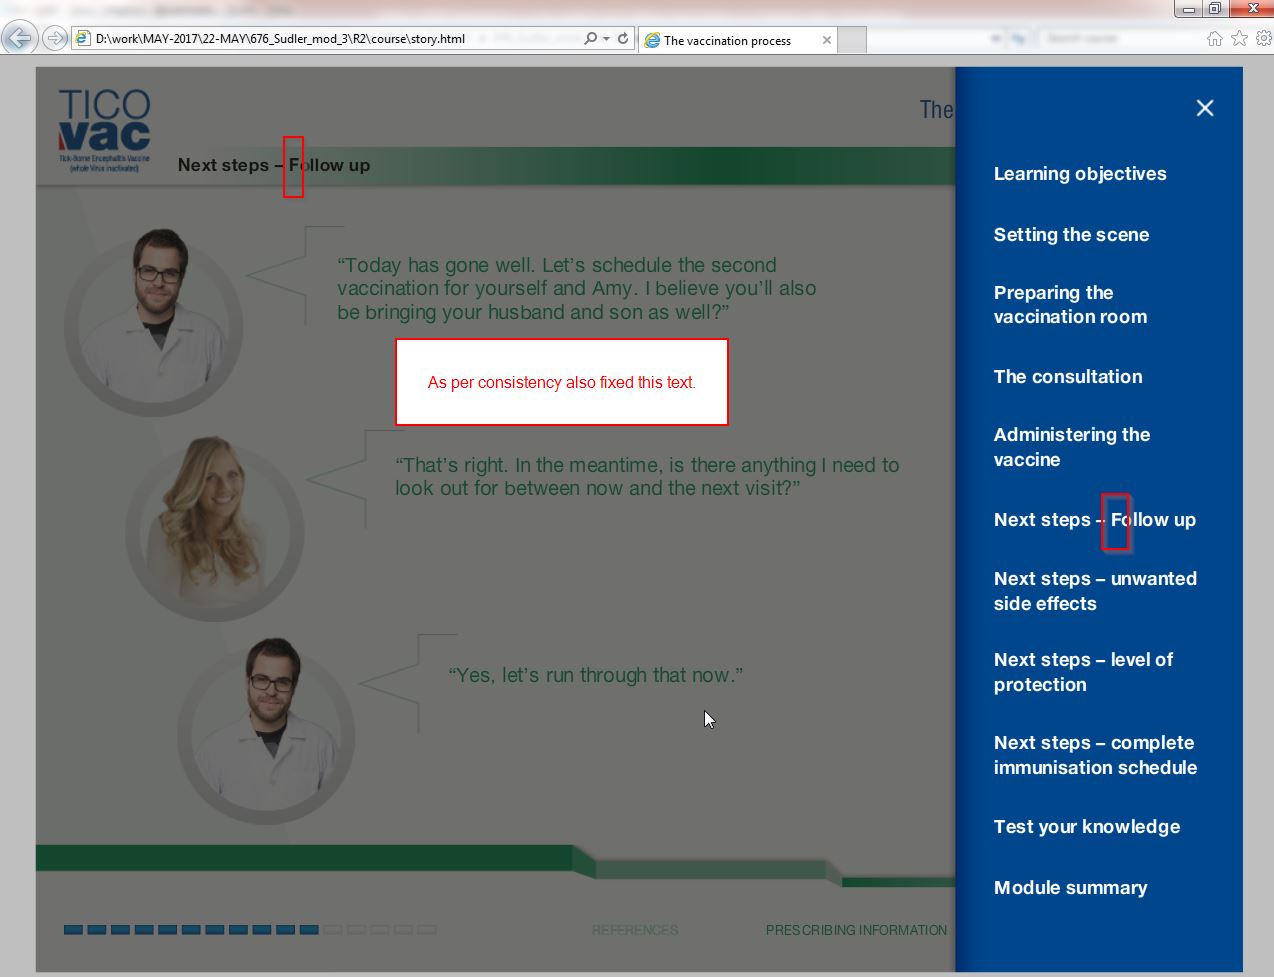 D:\work\MAY-2017\22-MAY\676_Sudler_mod_3\R2\course\story.html
The vaccination process
TICO
vac
Tick-Borne Encephalitis Vaccine
(whole Virus inactivated)
The
Next steps – Follow up
“Today has gone well. Let’s schedule the second
vaccination for yourself and Amy. I believe you’ll also
be bringing your husband and son as well?”
As per consistency also fixed this text.
“That’s right. In the meantime, is there anything I need to
look out for between now and the next visit?”
“Yes, let’s run through that now.”
REFERENCES
PRESCRIBING INFORMATION
Learning objectives
Setting the scene
Preparing the
vaccination room
The consultation
Administering the
vaccine
Next steps – Follow up
Next steps – unwanted
side effects
Next steps – level of
protection
Next steps – complete
immunisation schedule
Test your knowledge
Module summary